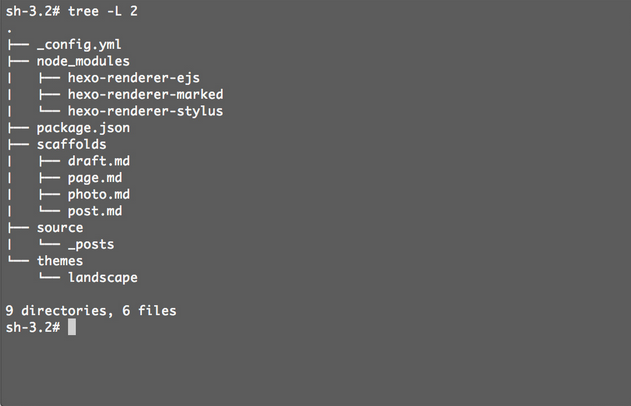 sh-3.2# tree -L 2
.
├── _config.yml
├── node_modules
|   ├── hexo-renderer-ejs
|   ├── hexo-renderer-marked
|   └── hexo-renderer-stylus
├── package.json
├── scaffolds
|   ├── draft.md
|   ├── page.md
|   ├── photo.md
|   └── post.md
├── source
|   └── _posts
└── themes
    └── landscape

9 directories, 6 files
sh-3.2#